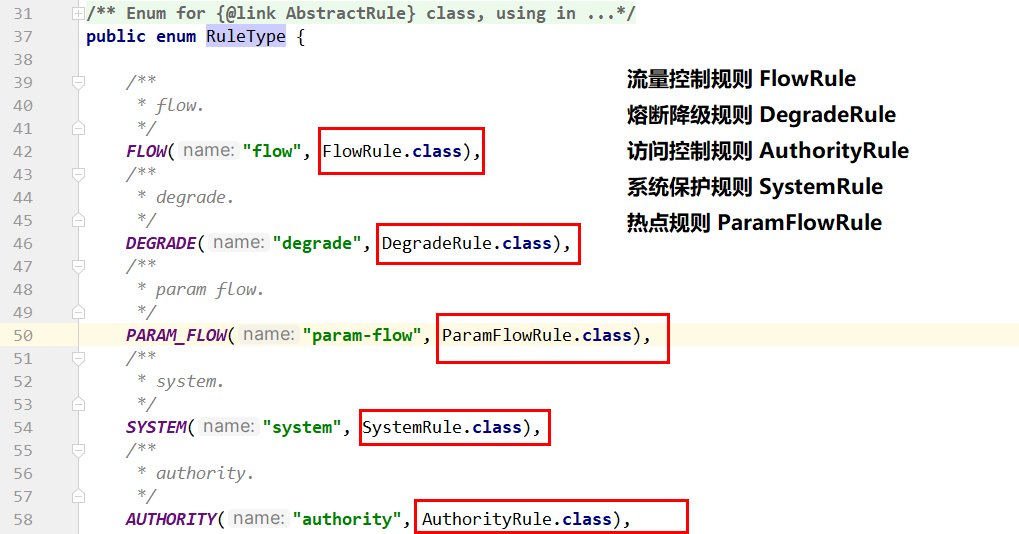 31 /** Enum for {@link AbstractRule} class, using in ...*/
37 public enum RuleType {
38
39 /**
40 * flow.
41 */
42 FLOW( name: "flow", FlowRule.class),
43 /**
44 * degrade.
45 */
46 DEGRADE( name: "degrade", DegradeRule.class),
47 /**
48 * param flow.
49 */
50 PARAM_FLOW( name: "param-flow", ParamFlowRule.class),
51 /**
52 * system.
53 */
54 SYSTEM( name: "system", SystemRule.class),
55 /**
56 * authority.
57 */
58 AUTHORITY( name: "authority", AuthorityRule.class),
流量控制规则 FlowRule
熔断降级规则 DegradeRule
访问控制规则 AuthorityRule
系统保护规则 SystemRule
热点规则 ParamFlowRule